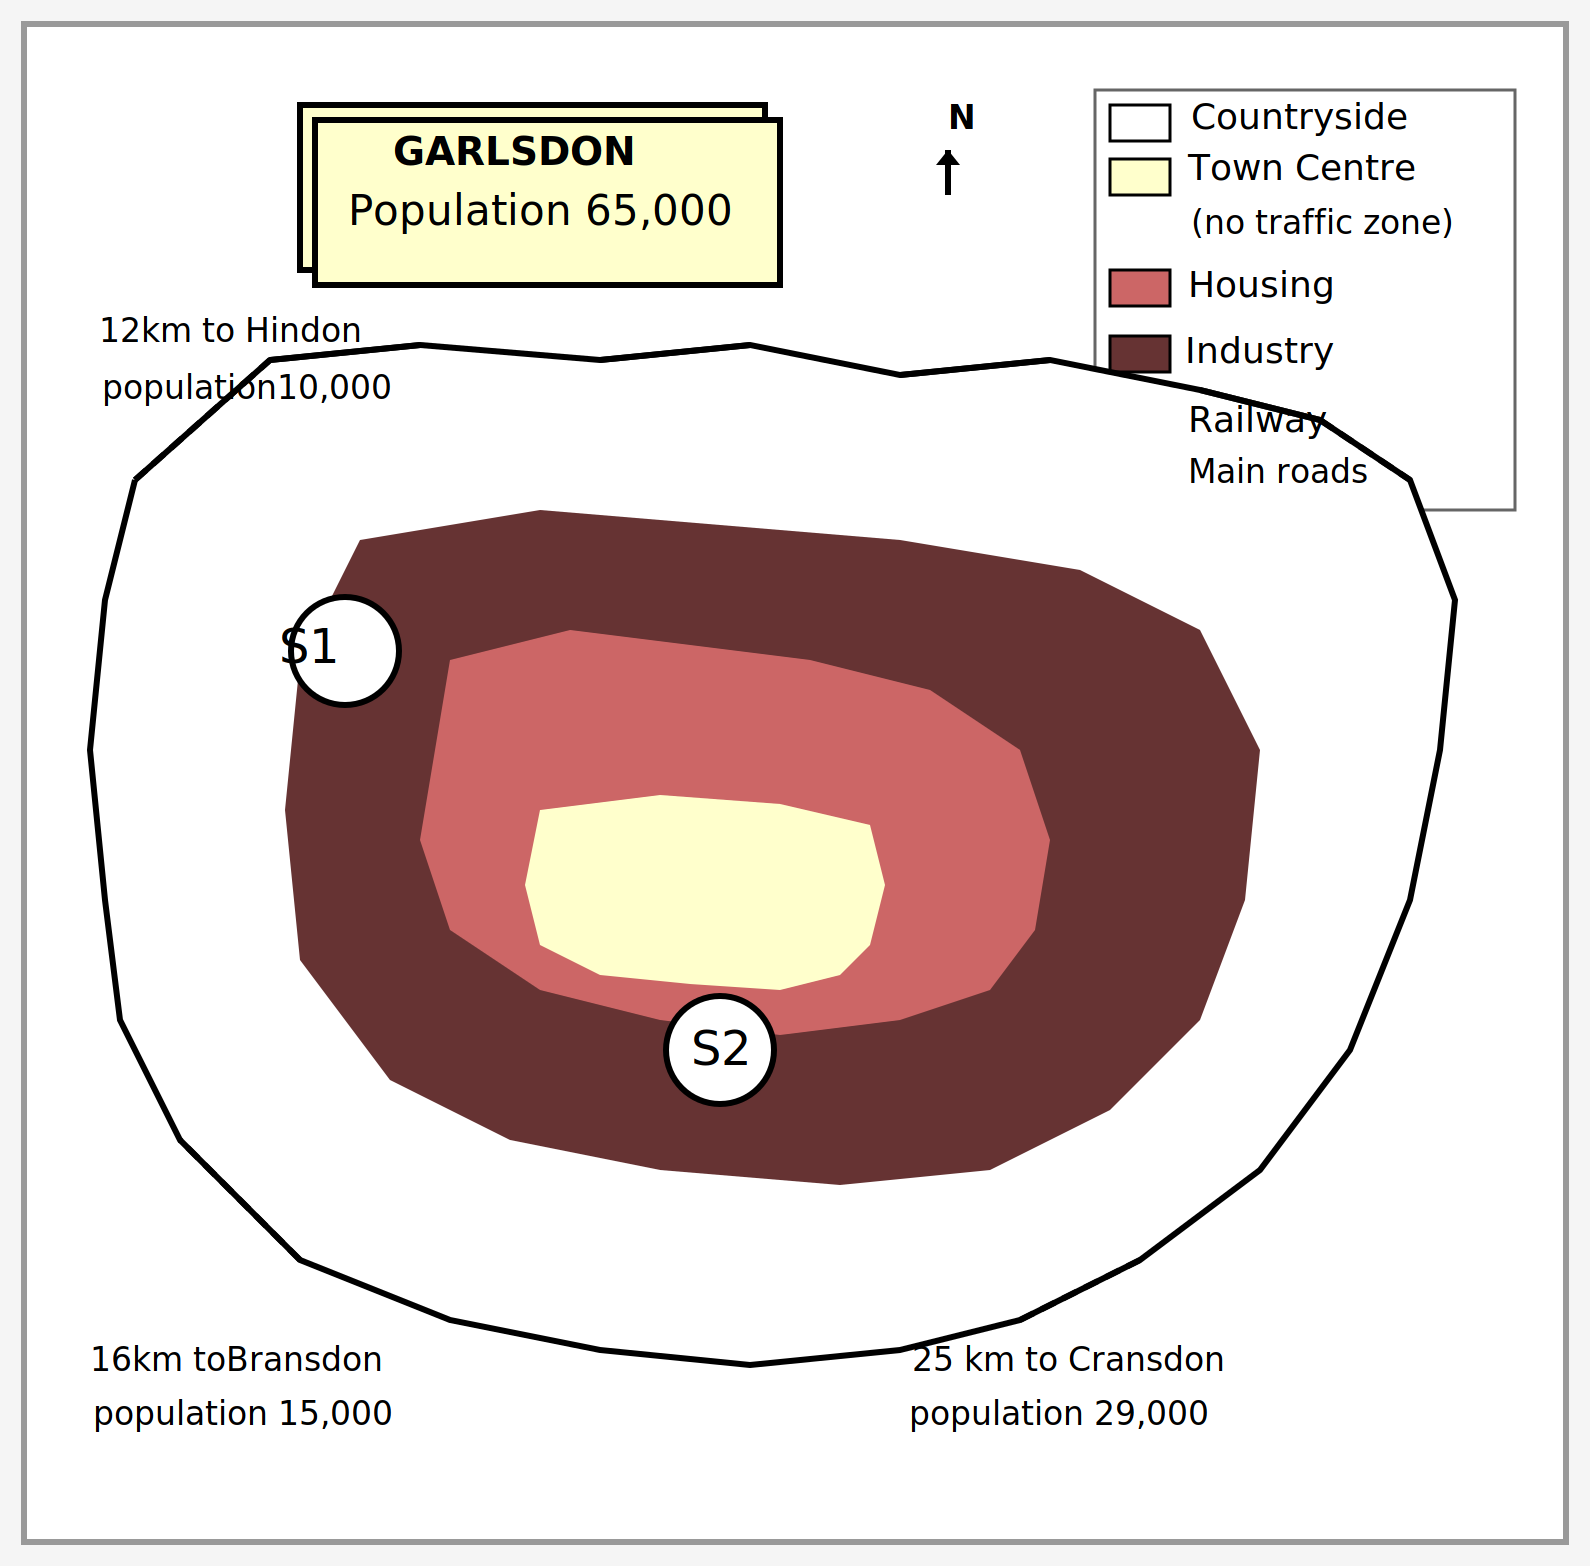 GARLSDON
Population 65,000
N
Countryside
Town Centre
(no traffic zone)
Housing
Industry
Railway
Main roads
12km to Hindon
population10,000
S1
S2
16km toBransdon
population 15,000
25 km to Cransdon
population 29,000